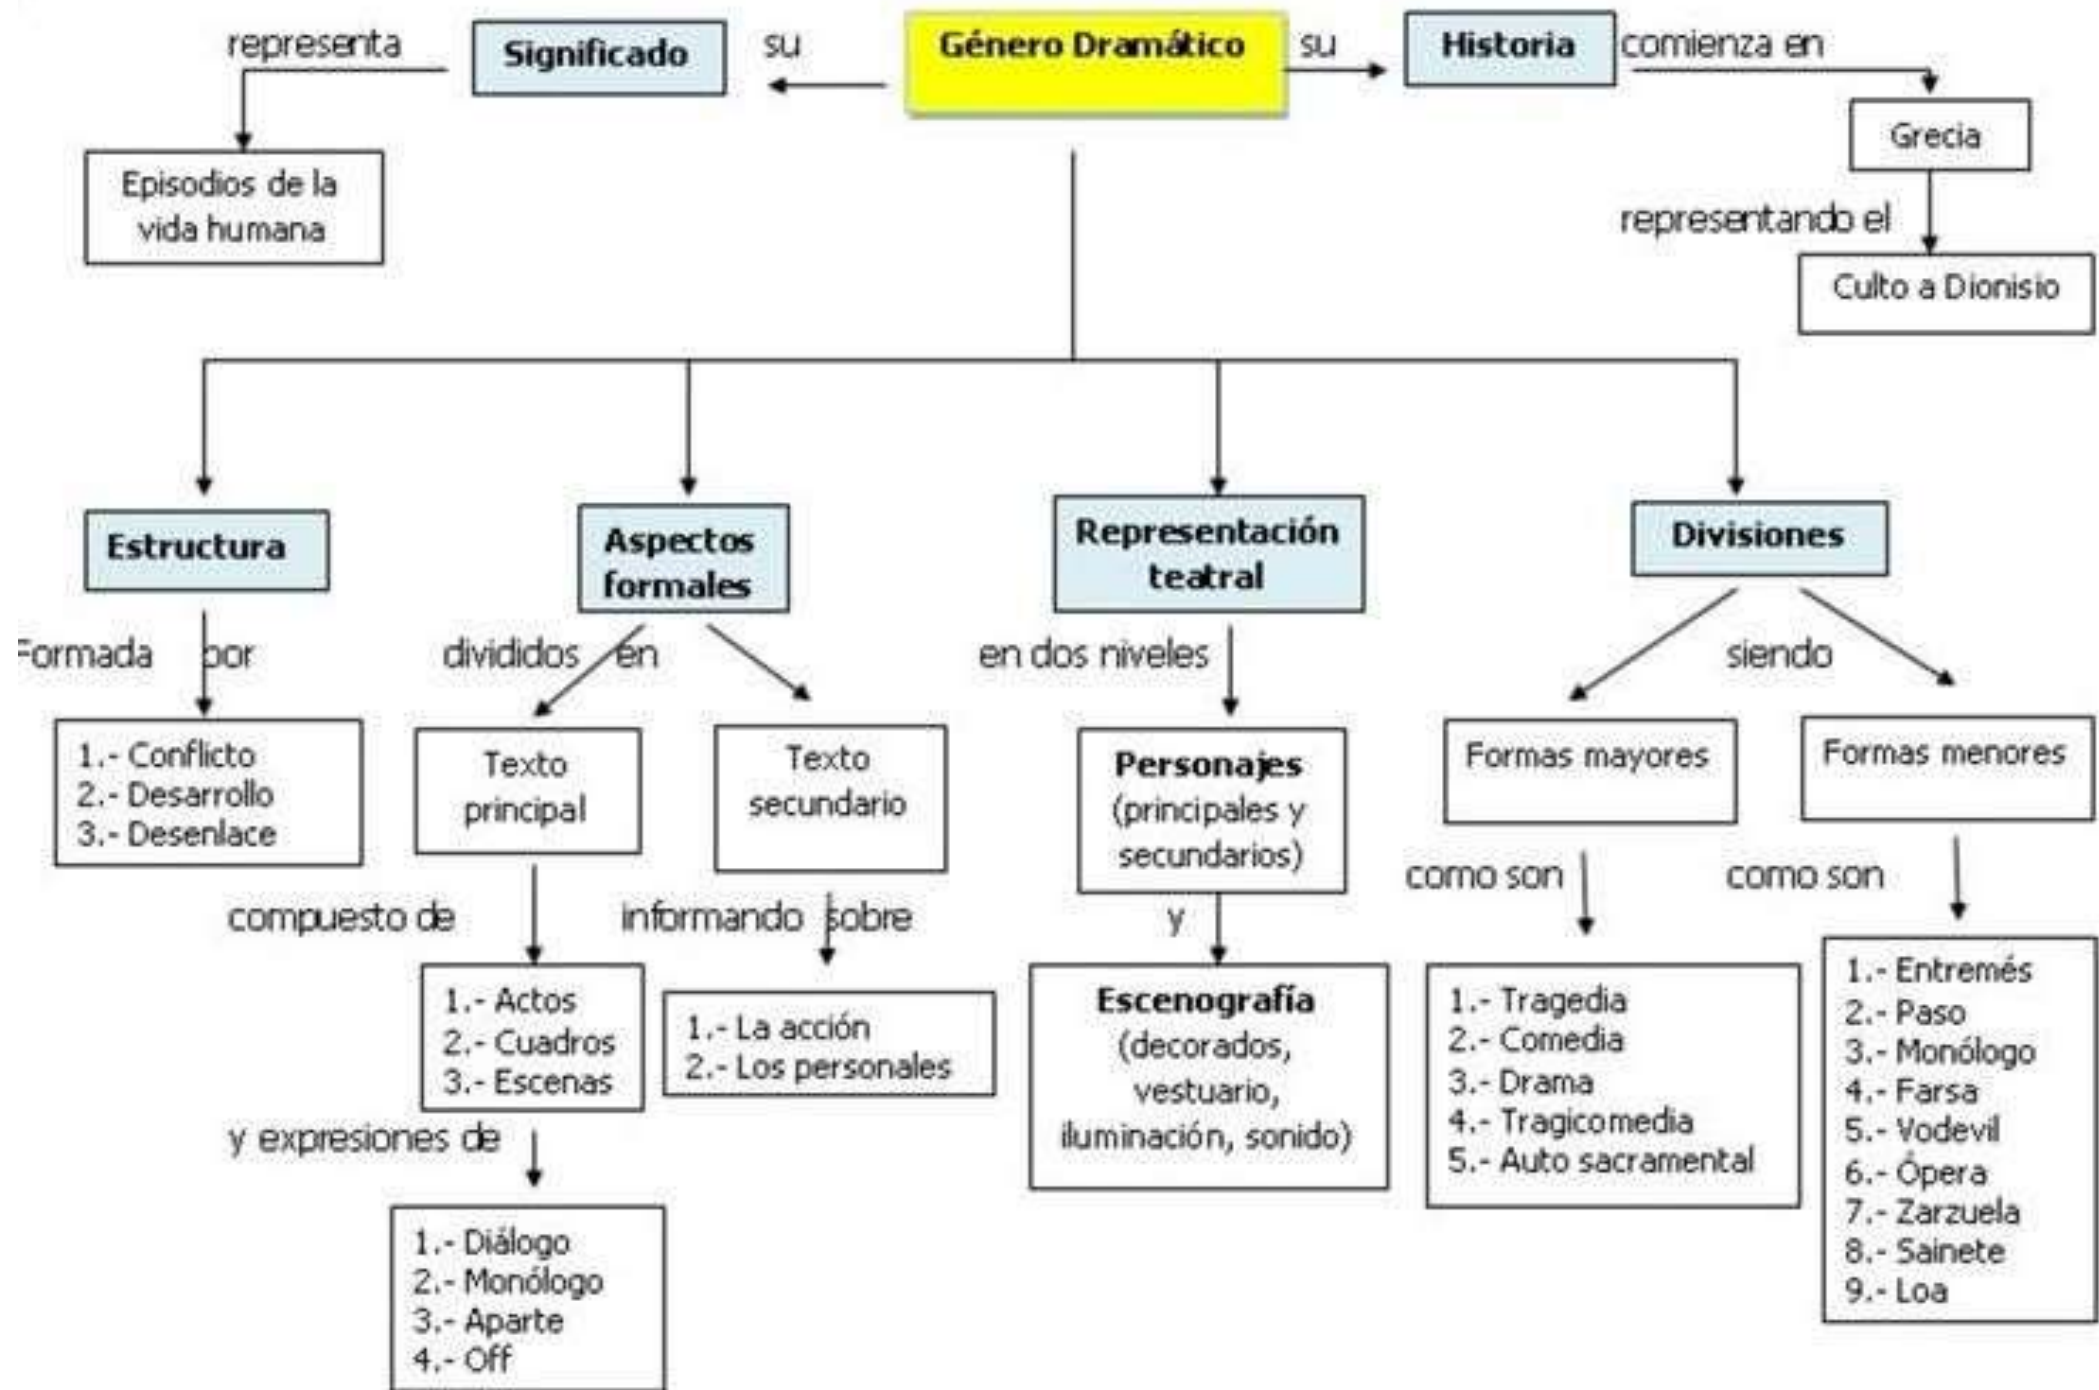 representa
Significado
su
Género Dramático
su
Historia
comienza en
Grecia
Episodios de la
vida humana
representando el
Culto a Dionisio
Estructura
Aspectos
formales
Representación
teatral
Divisiones
Formada por
divididos en
en dos niveles
siendo
1.- Conflicto
2.- Desarrollo
3.- Desenlace
Texto
principal
Texto
secundario
Personajes
(principales y
secundarios)
Formas mayores
Formas menores
compuesto de
informando sobre
y
como son
como son
1.- Actos
2.- Cuadros
3.- Escenas
1.- La acción
2.- Los personales
Escenografía
(decorados,
vestuario,
iluminación, sonido)
1.- Tragedia
2.- Comedia
3.- Drama
4.- Tragicomedia
5.- Auto sacramental
1.- Entremés
2.- Paso
3.- Monólogo
4.- Farsa
5.- Vodevil
6.- Ópera
7.- Zarzuela
8.- Sainete
9.- Loa
y expresiones de
1.- Diálogo
2.- Monólogo
3.- Aparte
4.- Off